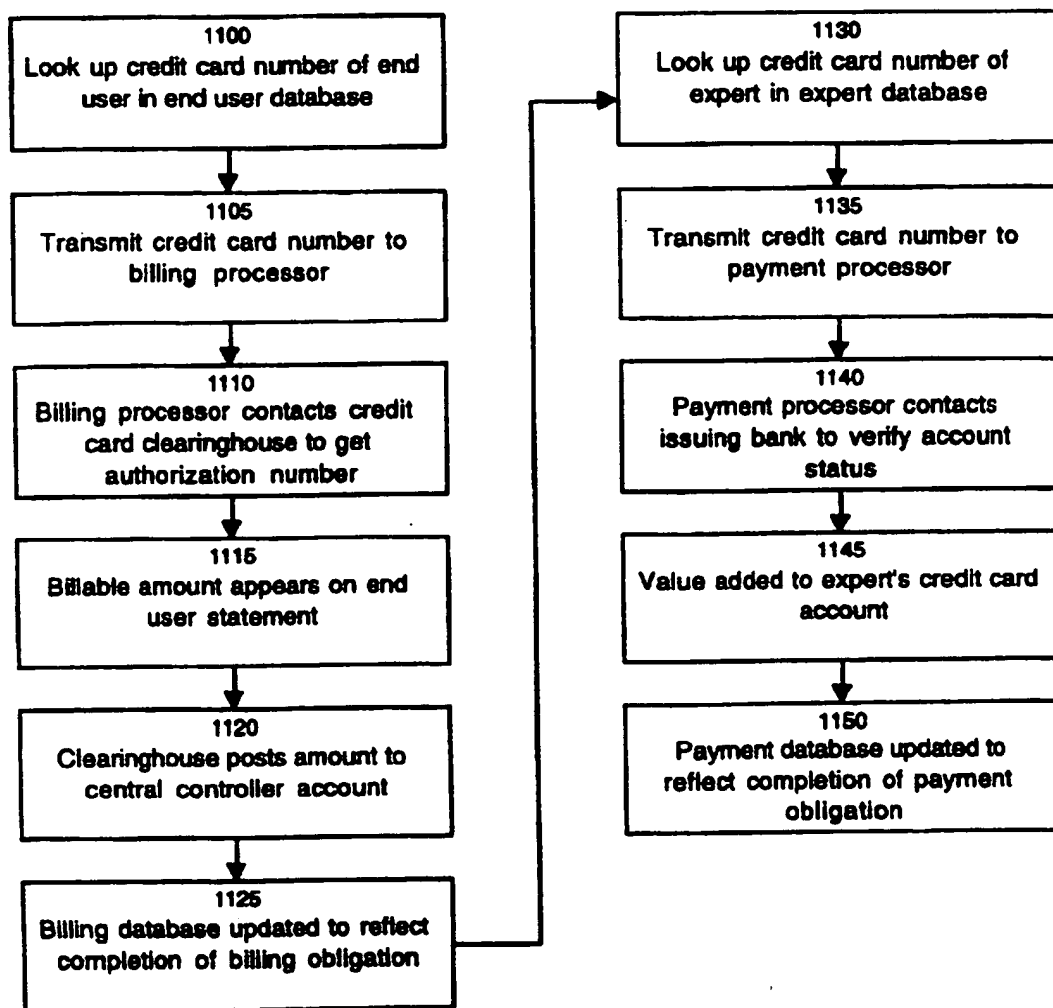 1100
Look up credit card number of end
user in end user database
1105
Transmit credit card number to
billing processor
1110
Billing processor contacts credit
card clearinghouse to get
authorization number
1115
Billable amount appears on end
user statement
1120
Clearinghouse posts amount to
central controller account
1125
Billing database updated to reflect
completion of billing obligation
1130
Look up credit card number of
expert in expert database
1135
Transmit credit card number to
payment processor
1140
Payment processor contacts
issuing bank to verify account
status
1145
Value added to expert's credit card
account
1150
Payment database updated to
reflect completion of payment
obligation